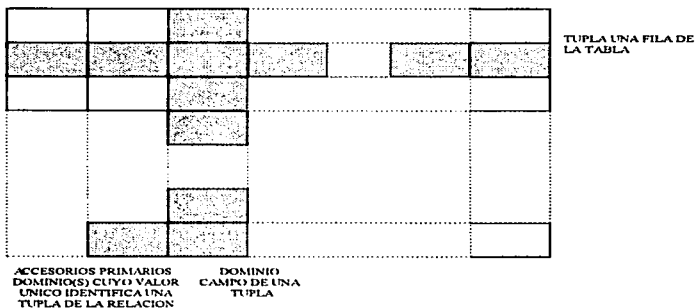 TUPLA UNA FILA DE
LA TABLA
ACCESORIOS PRIMARIOS
DOMINIO(S) CUYO VALOR
UNICO IDENTIFICA UNA
TUPLA DE LA RELACION
DOMINIO
CAMPO DE UNA
TUPLA